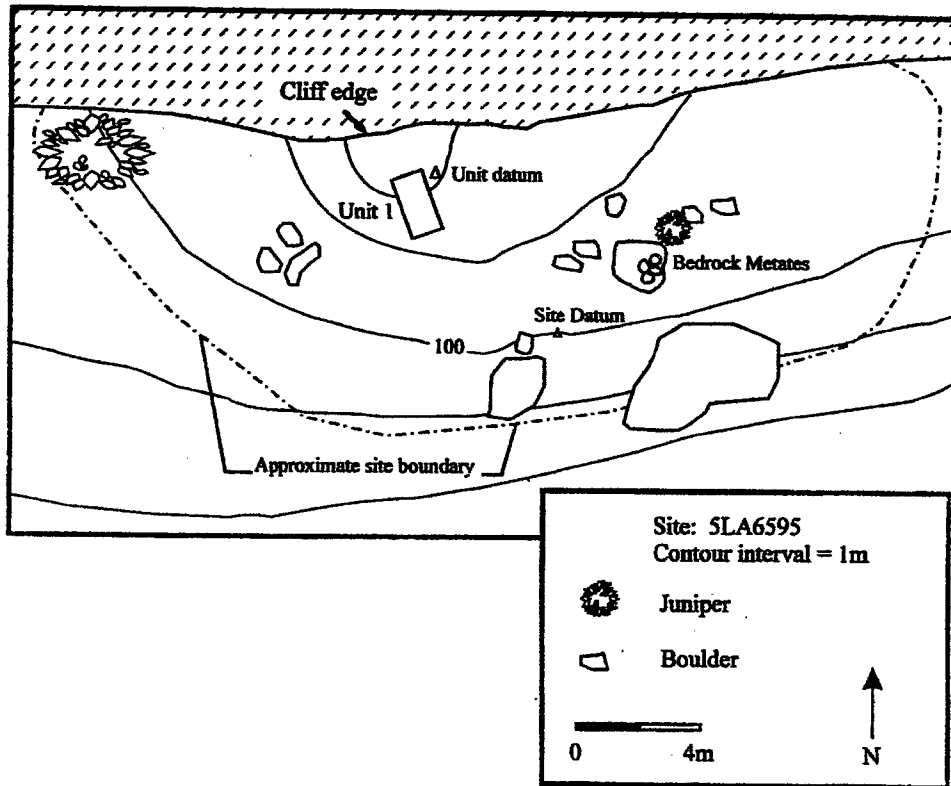 Cliff edge
Unit datum
Unit 1
Bedrock Metates
Site Datum
100
Approximate site boundary
Site: 5LA6595
Contour interval = 1m
Juniper
Boulder
0 4m
N